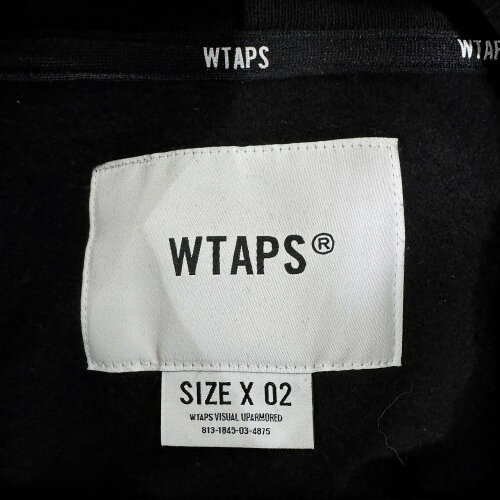 WTAPS
WTAPS
WTAPS®
SIZE X 02
WTAPS VISUAL UPARMORED
813-1845-03-4875